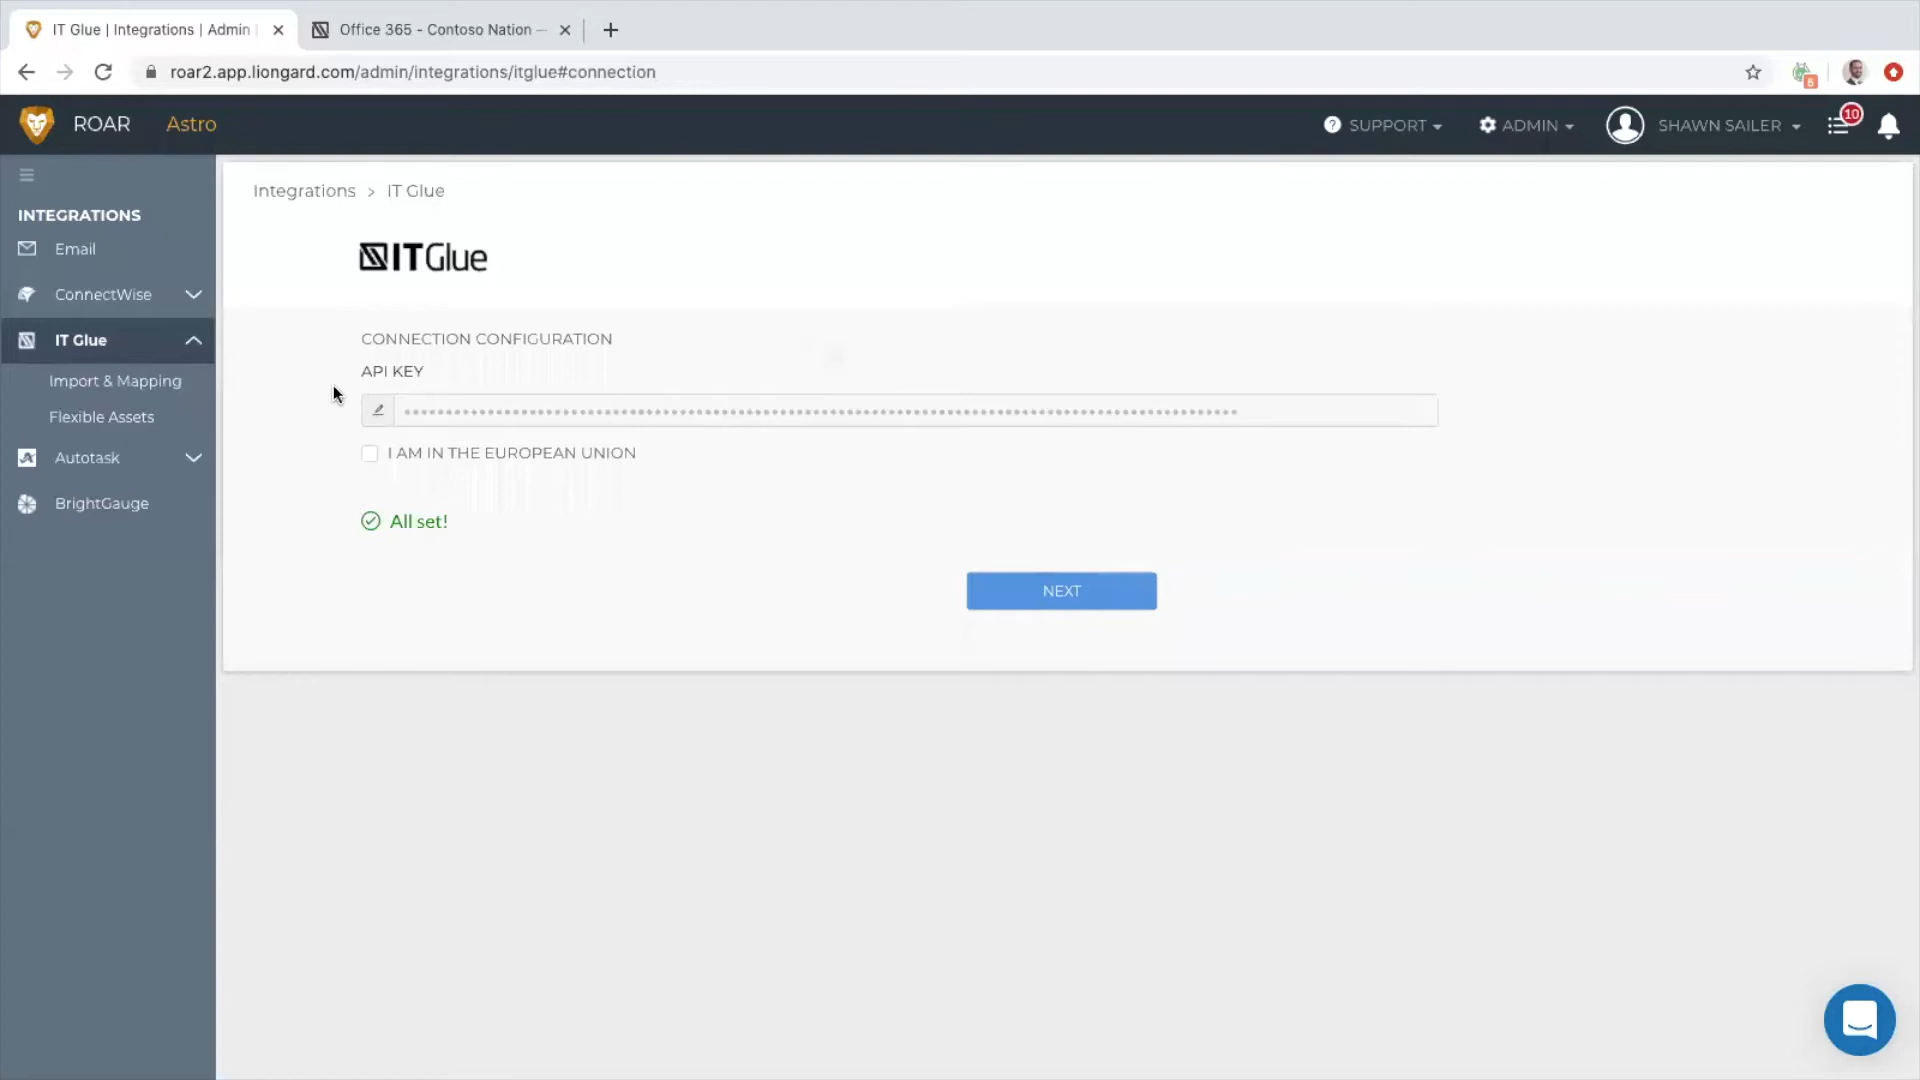 IT Glue | Integrations | Admin |
Office 365 - Contoso Nation –
roar2.app.liongard.com/admin/integrations/itglue#connection
6
ROAR
Astro
SUPPORT
ADMIN
SHAWN SAILER
10
INTEGRATIONS
Email
ConnectWise
IT Glue
Import & Mapping
Flexible Assets
Autotask
BrightGauge
Integrations > IT Glue
ITGlue
CONNECTION CONFIGURATION
API KEY
I AM IN THE EUROPEAN UNION
All set!
NEXT